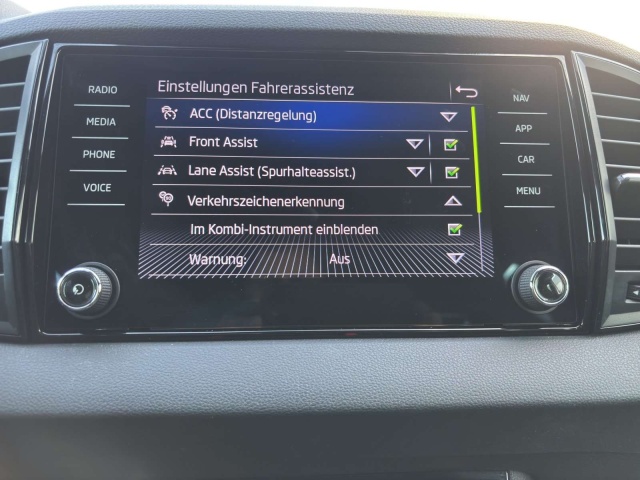 RADIO
MEDIA
PHONE
VOICE
Einstellungen Fahrerassistenz
ACC (Distanzregelung)
Front Assist
Lane Assist (Spurhalteassist.)
Verkehrszeichenerkennung
Im Kombi-Instrument einblenden
Warnung: Aus
NAV
APP
CAR
MENU